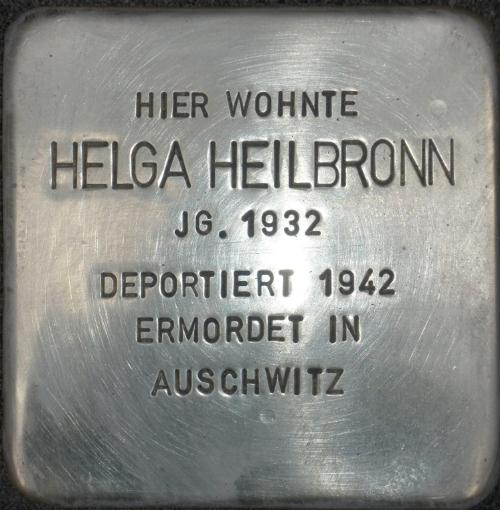 HIER WOHNTE
HELGA HEILBRONN
JG. 1932
DEPORTIERT 1942
ERMORDET IN
AUSCHWITZ